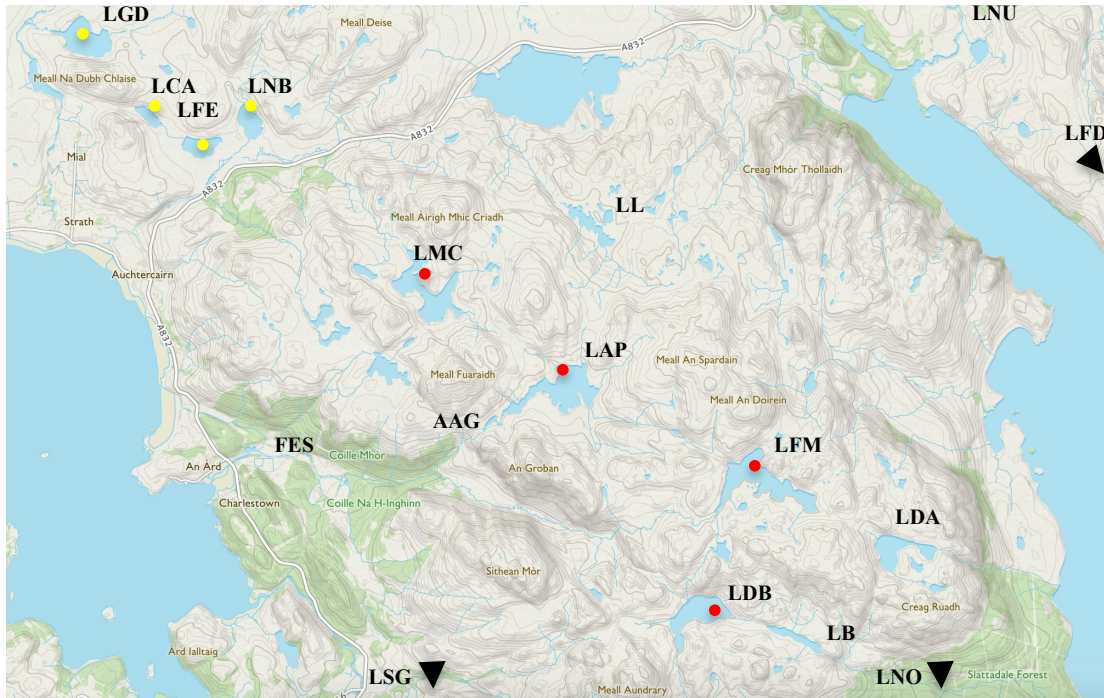 LGD
Meall Deise
LNU
A832
Meall Na Dubh Chlaise
LCA
LNB
LFE
A832
LFD
Mial
Creag Mhòr Thollaidh
A832
LL
Strath
Meall Airigh Mhic Criadh
LMC
Auchtercairn
A832
LAP
Meall An Spardain
Meall Fuaraidh
Meall An Doirein
AAG
FES
Coille Mhòr
LFM
An Ard
An Groban
Charlestown
Coille Na H-Inghinn
LDA
Sithean Mòr
LDB
Creag Ruadh
LB
Ard Ialltaig
LSG
LNO
Slattadale Forest
Meall Aundrary